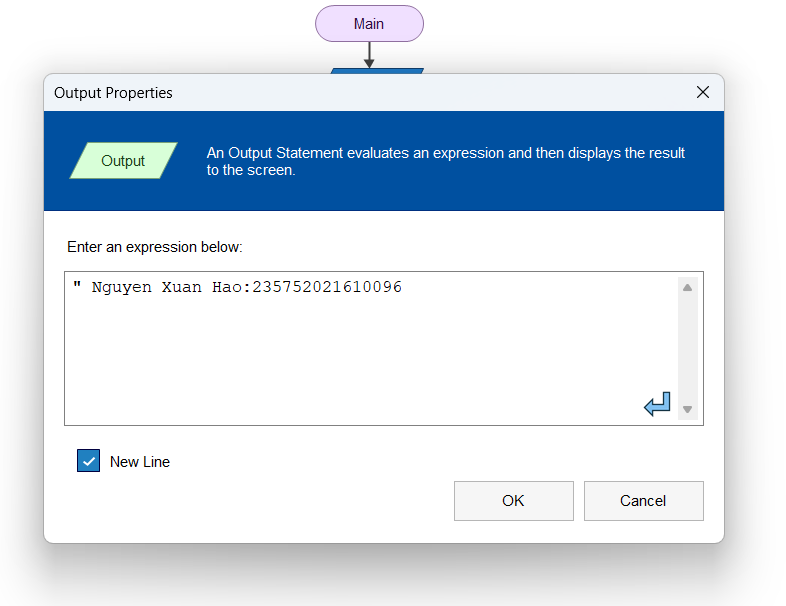 Main
Output Properties
Output
An Output Statement evaluates an expression and then displays the result
to the screen.
Enter an expression below:
" Nguyen Xuan Hao:235752021610096
New Line
OK
Cancel